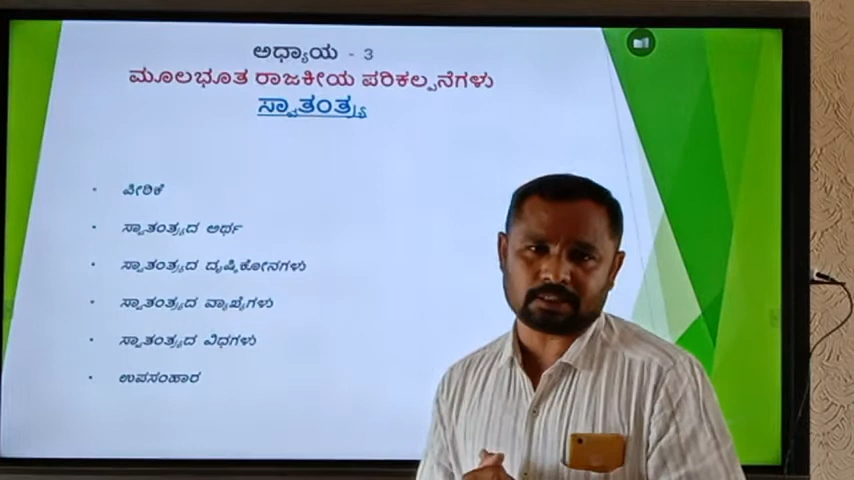 ಅಧ್ಯಾಯ - 3
ಮೂಲಭೂತ ರಾಜಕೀಯ ಪರಿಕಲ್ಪನೆಗಳು
ಸ್ವಾತಂತ್ರ್ಯ
• ಪೀಠಿಕೆ
• ಸ್ವಾತಂತ್ರ್ಯದ ಅರ್ಥ
• ಸ್ವಾತಂತ್ರ್ಯದ ದೃಷ್ಟಿಕೋನಗಳು
• ಸ್ವಾತಂತ್ರ್ಯದ ವ್ಯಾಖ್ಯೆಗಳು
• ಸ್ವಾತಂತ್ರ್ಯದ ವಿಧಗಳು
• ಉಪಸಂಹಾರ